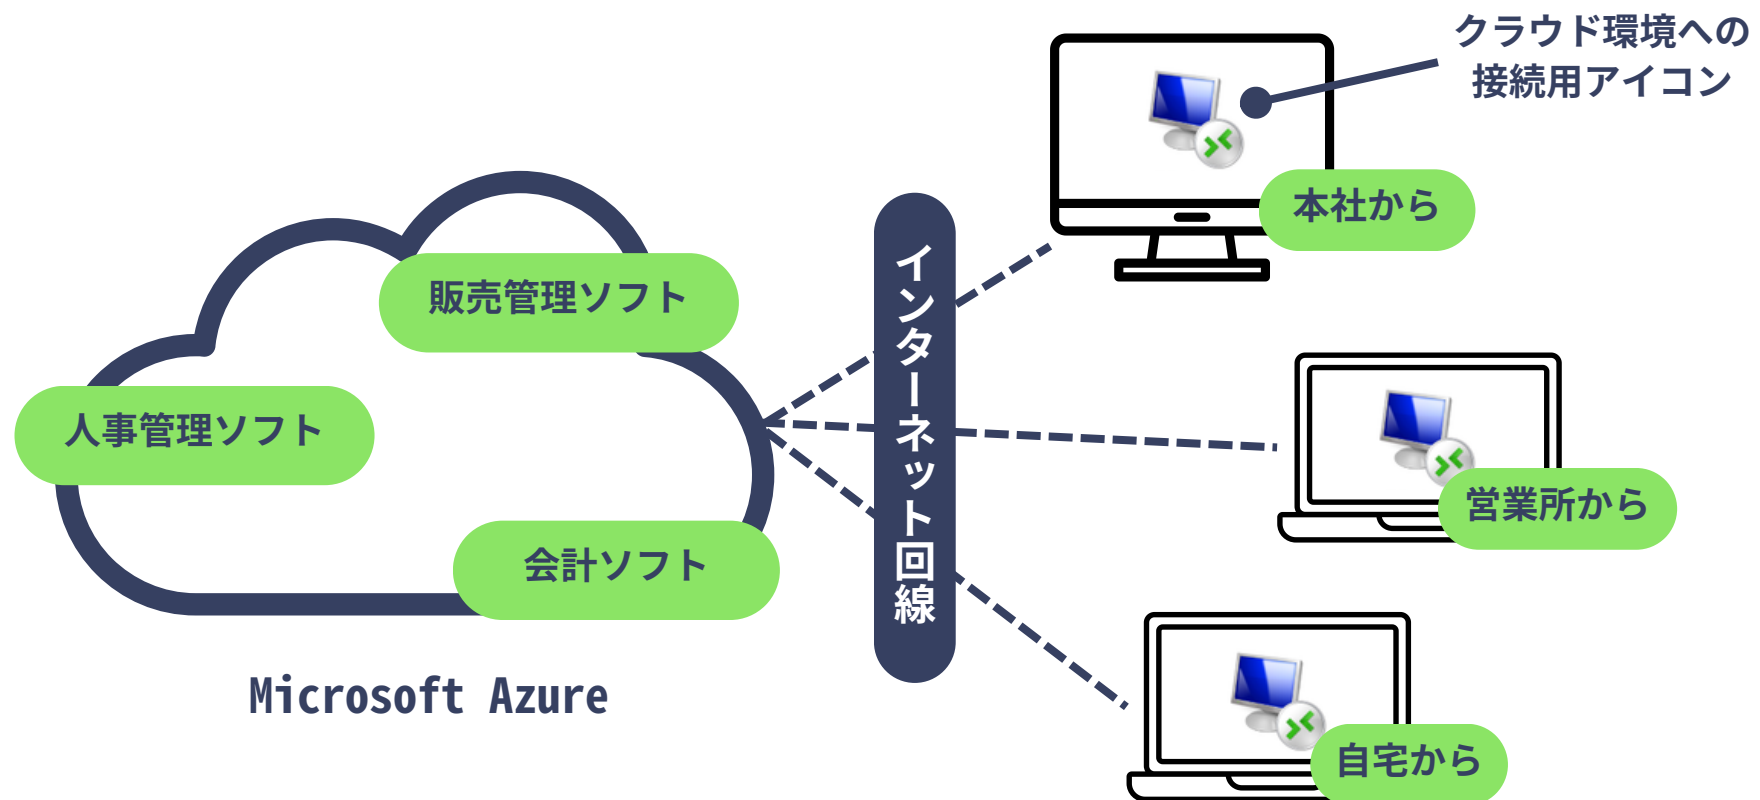 クラウド環境への
接続用アイコン
本社から
販売管理ソフト
人事管理ソフト
会計ソフト
Microsoft Azure
インターネット回線
営業所から
自宅から